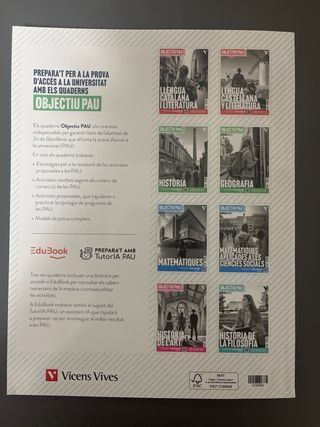 PREPARA'T PER A LA PROVA
D'ACCÉS A LA UNIVERSITAT
AMB ELS QUADERNS
OBJECTIU PAU
Els quaderns Objectiu PAU són una eina
indispensable per garantir l'èxit de l'alumnat de
2n de Batxillerat que afronta la prova d'accés a
la universitat (PAU).
En tots els quaderns trobaràs:
• Estratègies per a la resolució de les activitats
proposades a les PAU.
• Activitats resoltes segons els criteris de
correcció de les PAU.
• Activitats proposades, que t'ajudaran a
practicar la tipologia de preguntes de
les PAU.
• Models de prova complets.
EduBook
PREPARA'T AMB
TutorIA PAU
Tots els quaderns inclouen una llicència per
accedir a EduBook per consultar els sabers
necessaris de la matèria i contextualitzar
les activitats.
A EduBook trobaràs també el suport del
TutorIA PAU, un assistent IA que t'ajudarà
a preparar-te per aconseguir el millor resultat
a les PAU.
Vicens Vives
OBJECTIU PAU
LLENGUA
CATALANA
I LITERATURA
OBJECTIU PAU
LLENGUA
CASTELLANA
Y LITERATURA
OBJECTIU PAU
HISTÒRIA
OBJECTIU PAU
GEOGRAFIA
OBJECTIU PAU
MATEMÀTIQUES
OBJECTIU PAU
MATEMÀTIQUES
APLICADES A LES
CIÈNCIES SOCIALS
OBJECTIU PAU
HISTÒRIA
DE L'ART
OBJECTIU PAU
HISTÒRIA DE
LA FILOSOFIA
FSC
MIXT